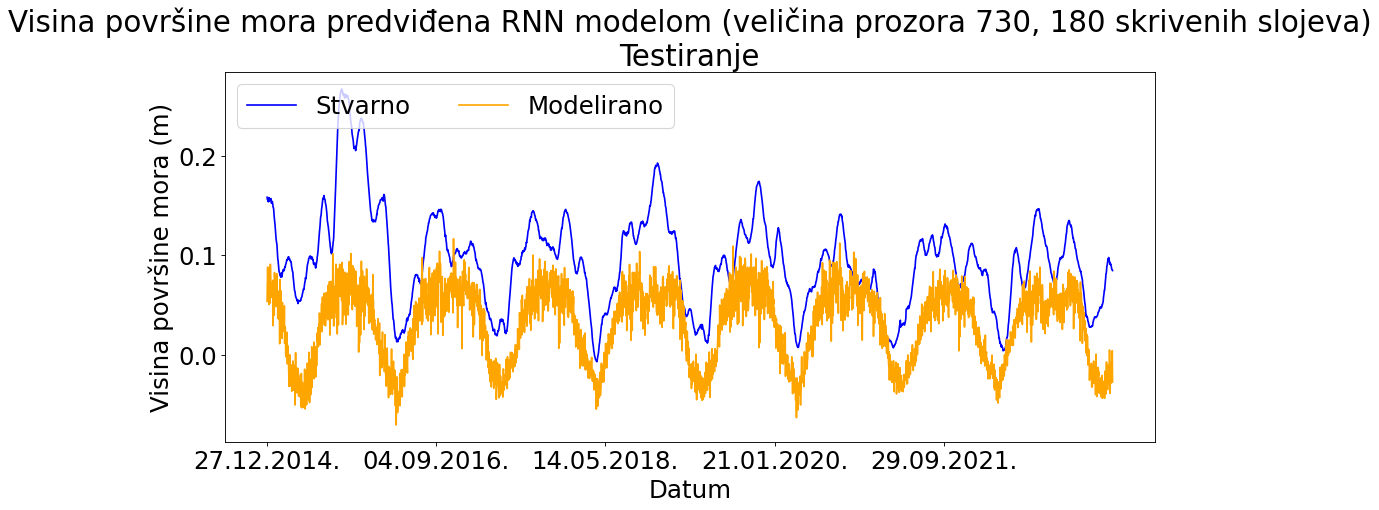 Visina površine mora predviđena RNN modelom (veličina prozora 730, 180 skrivenih slojeva)
Testiranje
Stvarno
Modelirano
Visina površine mora (m)
0.2
0.1
0.0
27.12.2014.
04.09.2016.
14.05.2018.
21.01.2020.
29.09.2021.
Datum